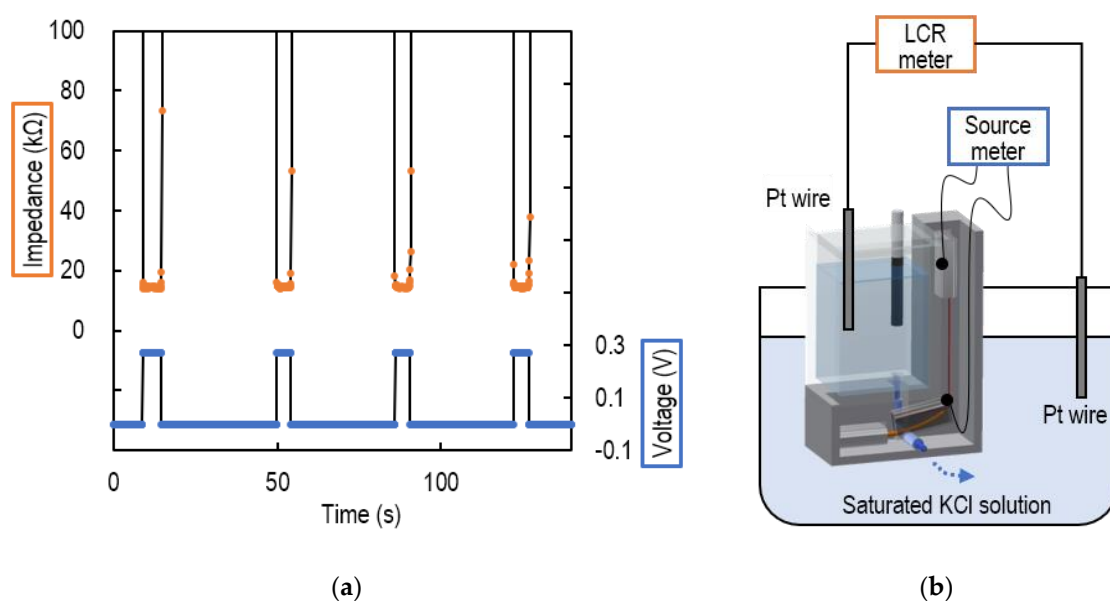 100
80
60
40
20
0
Impedance (kΩ)
0.3
0.1
-0.1
Voltage (V)
0
50
100
Time (s)
(a)
LCR
meter
Source
meter
Pt wire
Pt wire
Saturated KCl solution
(b)